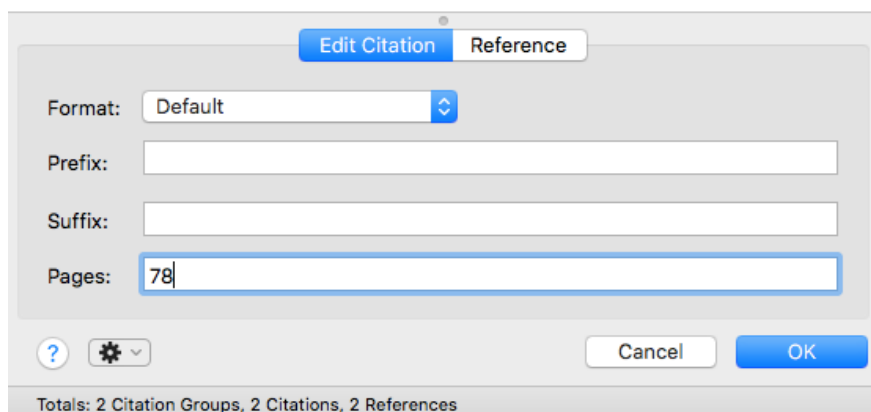 Edit Citation Reference
Format: Default
Prefix:
Suffix:
Pages: 78
? Cancel OK
Totals: 2 Citation Groups, 2 Citations, 2 References